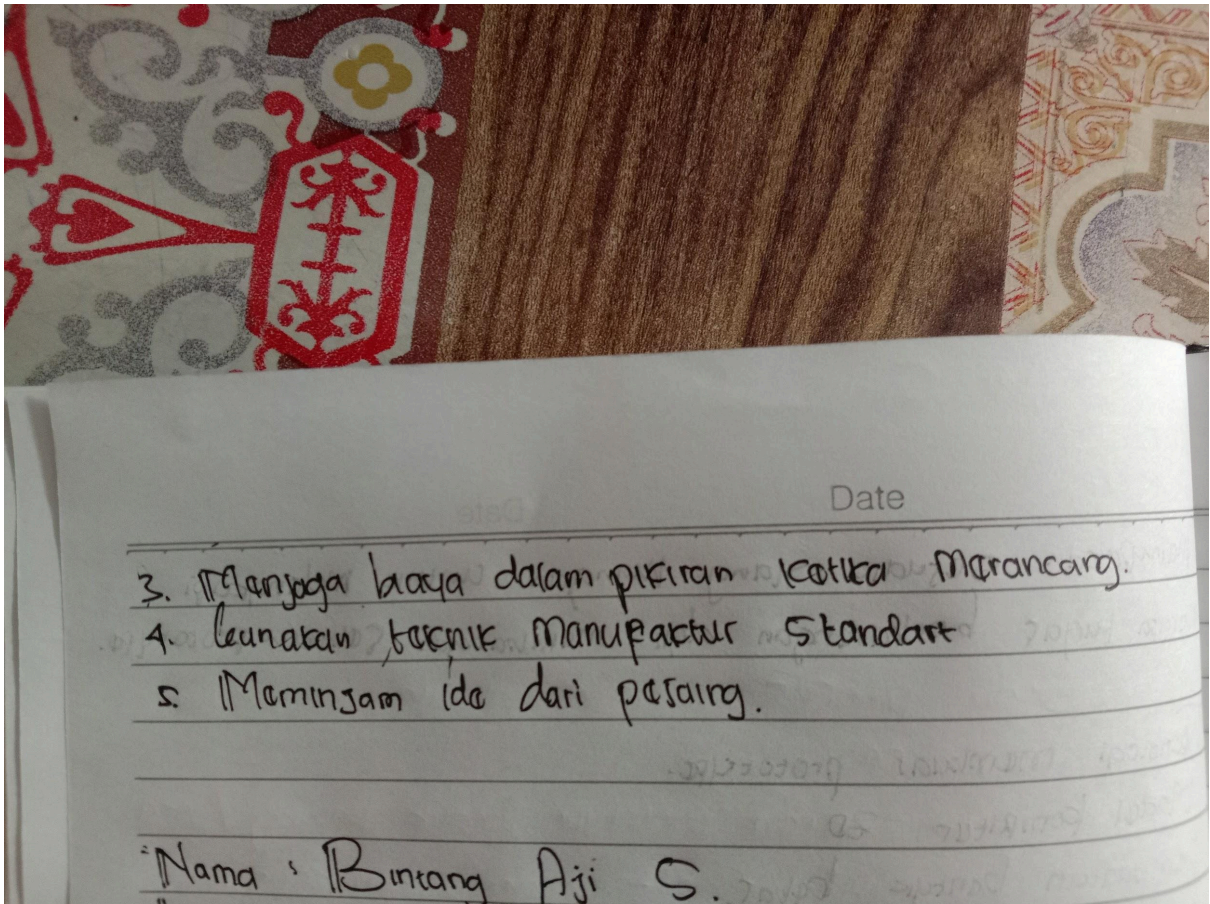 Date
3. Menjaga biaya dalam pikiran ketika Merancang.
4. Gunakan teknik Manufaktur Standart
5. Meminjam ide dari pesaing.
Nama : Bintang Aji S.